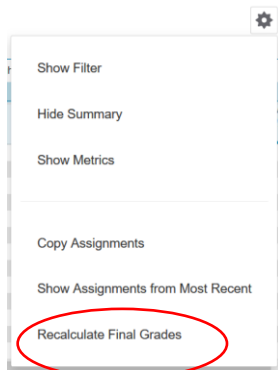 Show Filter
Hide Summary
Show Metrics
Copy Assignments
Show Assignments from Most Recent
Recalculate Final Grades